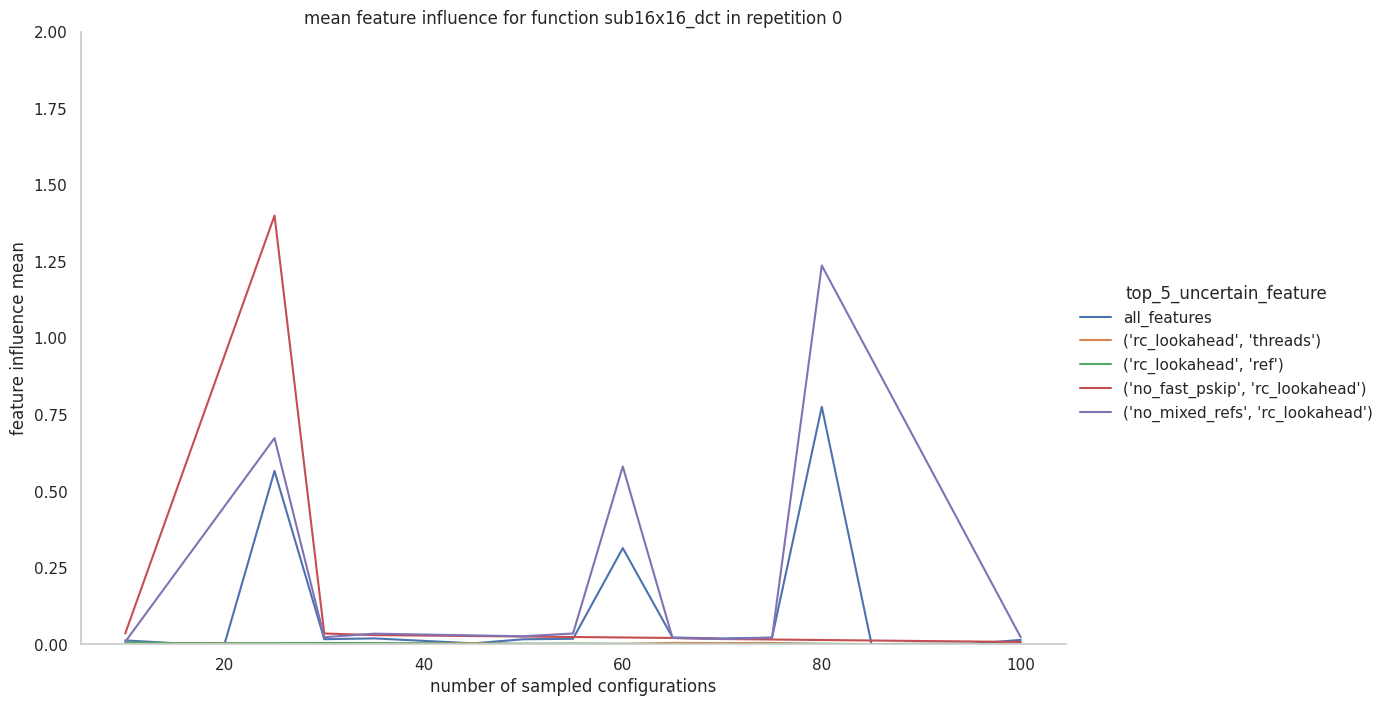 mean feature influence for function sub16x16_dct in repetition 0
2.00
1.75
1.50
1.25
1.00
0.75
0.50
0.25
0.00
feature influence mean
20
40
60
80
100
number of sampled configurations
top_5_uncertain_feature
all_features
('rc_lookahead', 'threads')
('rc_lookahead', 'ref')
('no_fast_pskip', 'rc_lookahead')
('no_mixed_refs', 'rc_lookahead')